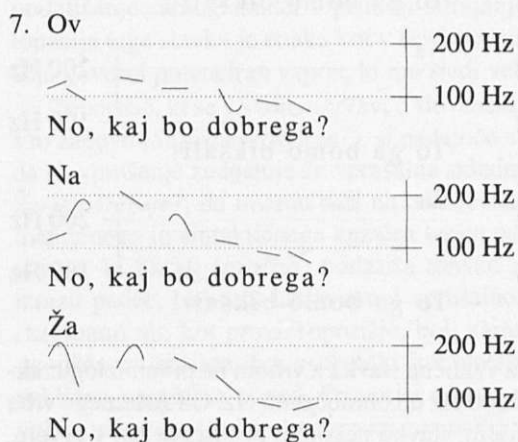 7. Ov
200 Hz
100 Hz
No, kaj bo dobrega?
Na
200 Hz
100 Hz
No, kaj bo dobrega?
Ža
200 Hz
100 Hz
No, kaj bo dobrega?